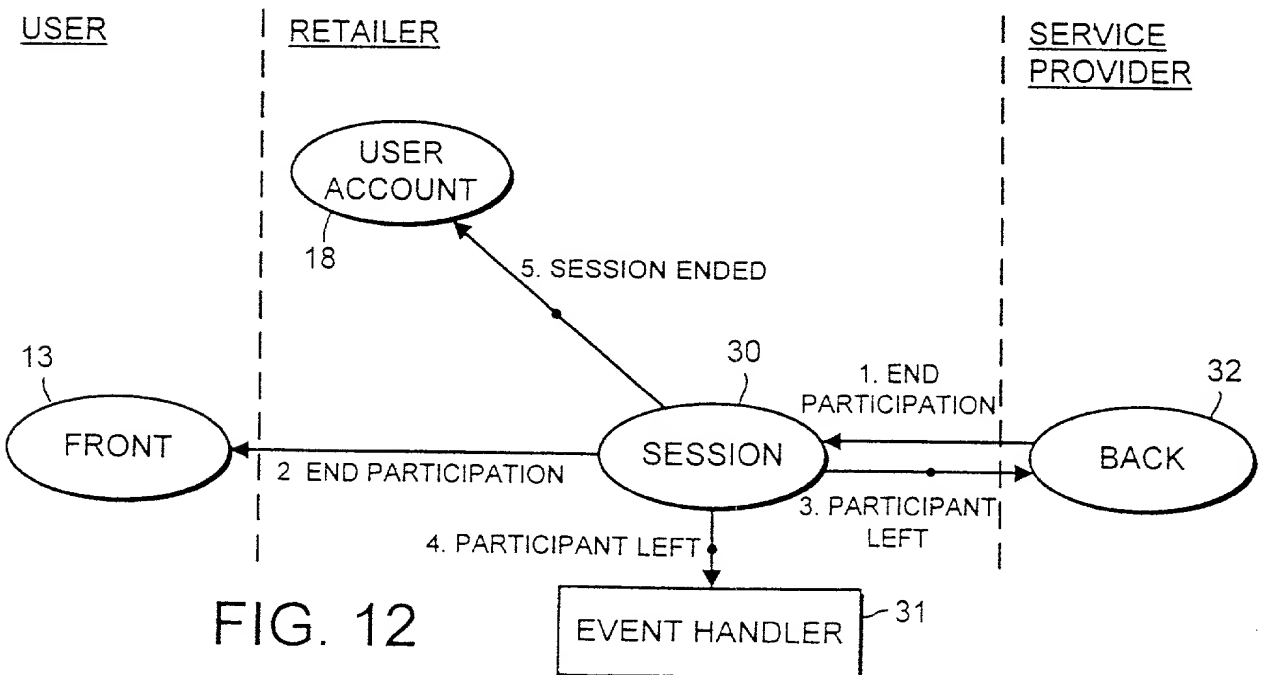 USER
RETAILER
SERVICE
PROVIDER
USER
ACCOUNT
18
5. SESSION ENDED
13
30
1. END
PARTICIPATION
32
FRONT
2 END PARTICIPATION
SESSION
BACK
3. PARTICIPANT
LEFT
4. PARTICIPANT LEFT
FIG. 12
EVENT HANDLER
31